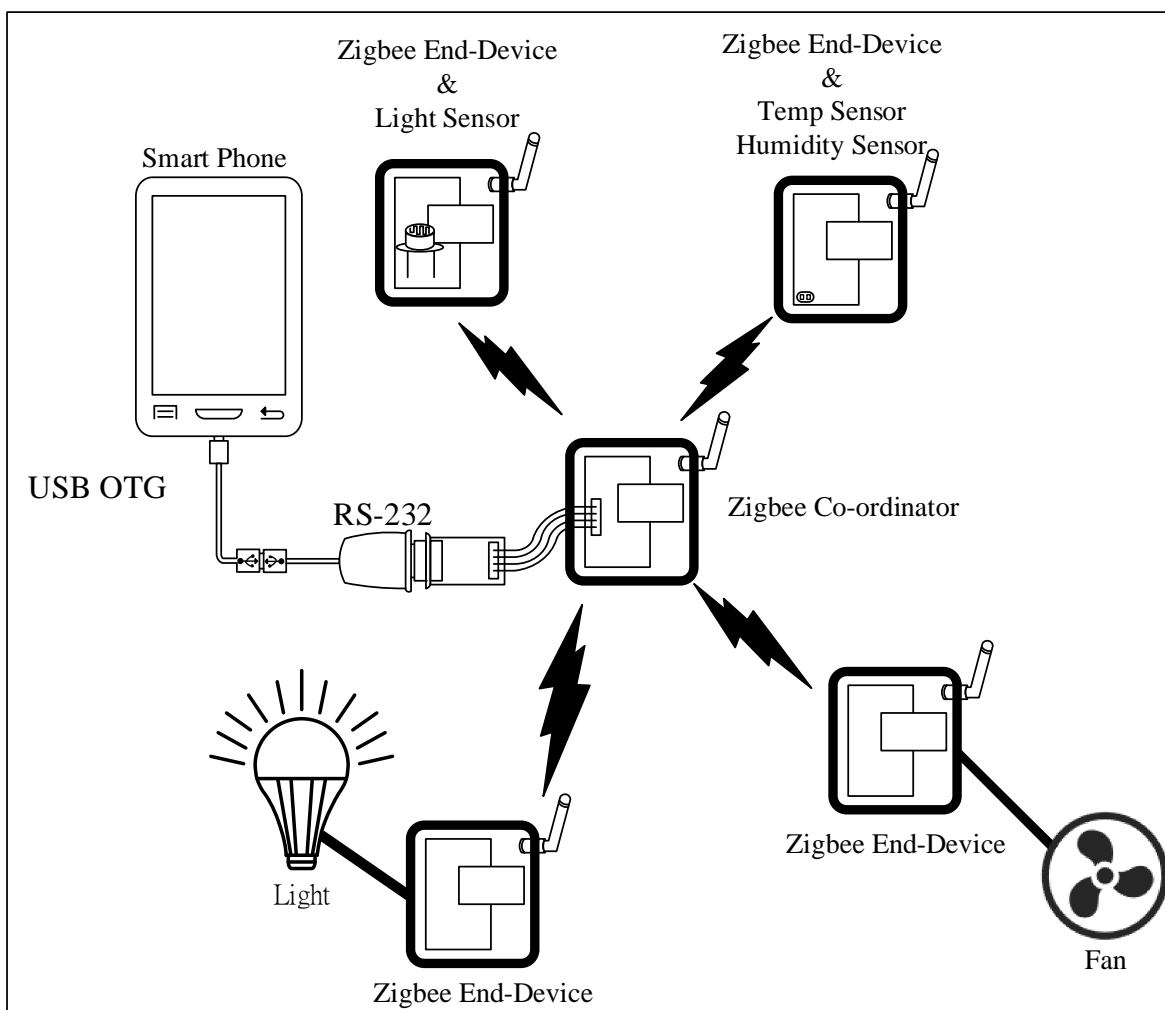 Zigbee End-Device
&
Light Sensor
Zigbee End-Device
&
Temp Sensor
Humidity Sensor
Smart Phone
USB OTG
RS-232
Zigbee Co-ordinator
Light
Zigbee End-Device
Zigbee End-Device
Fan